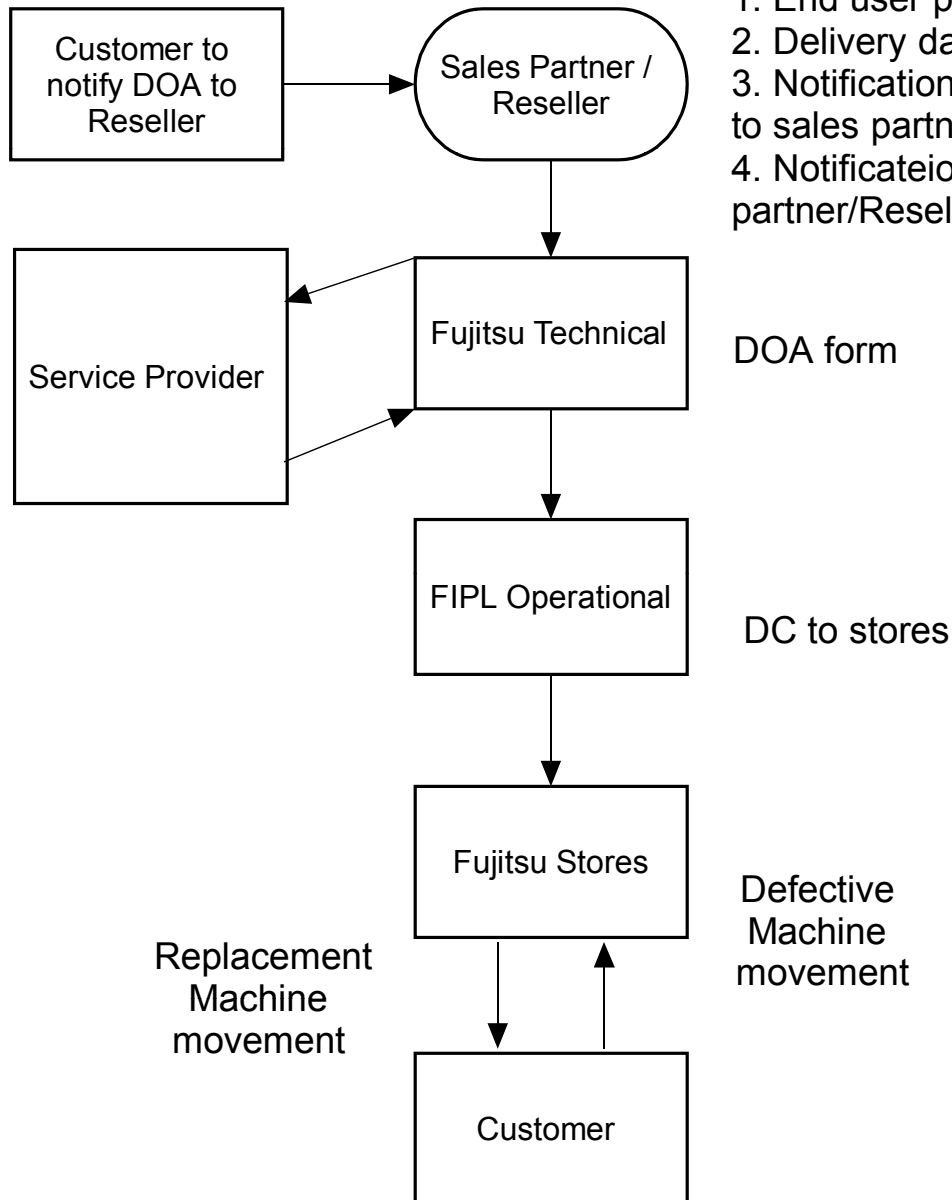 1. End user p
Customer to
notify DOA to
Reseller
Sales Partner /
Reseller
2. Delivery da
3. Notification
to sales partn
4. Notificateio
partner/Resel
Service Provider
Fujitsu Technical
DOA form
FIPL Operational
DC to stores
Fujitsu Stores
Defective
Machine
movement
Replacement
Machine
movement
Customer